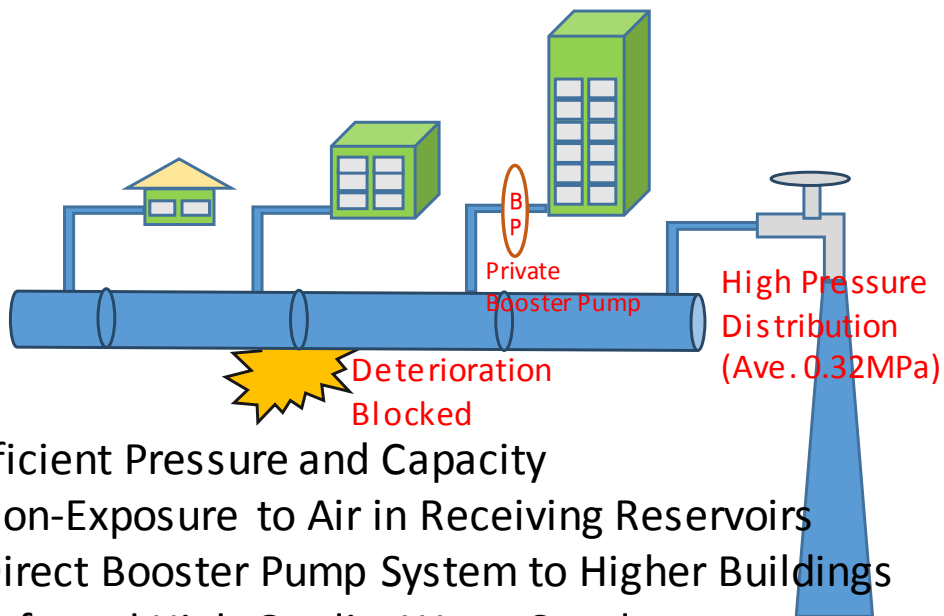 B
P
Private
Booster Pump
High Pressure
Distribution
(Ave. 0.32MPa)
Deterioration
Blocked
ficient Pressure and Capacity
on-Exposure to Air in Receiving Reservoirs
Direct Booster Pump System to Higher Buildings